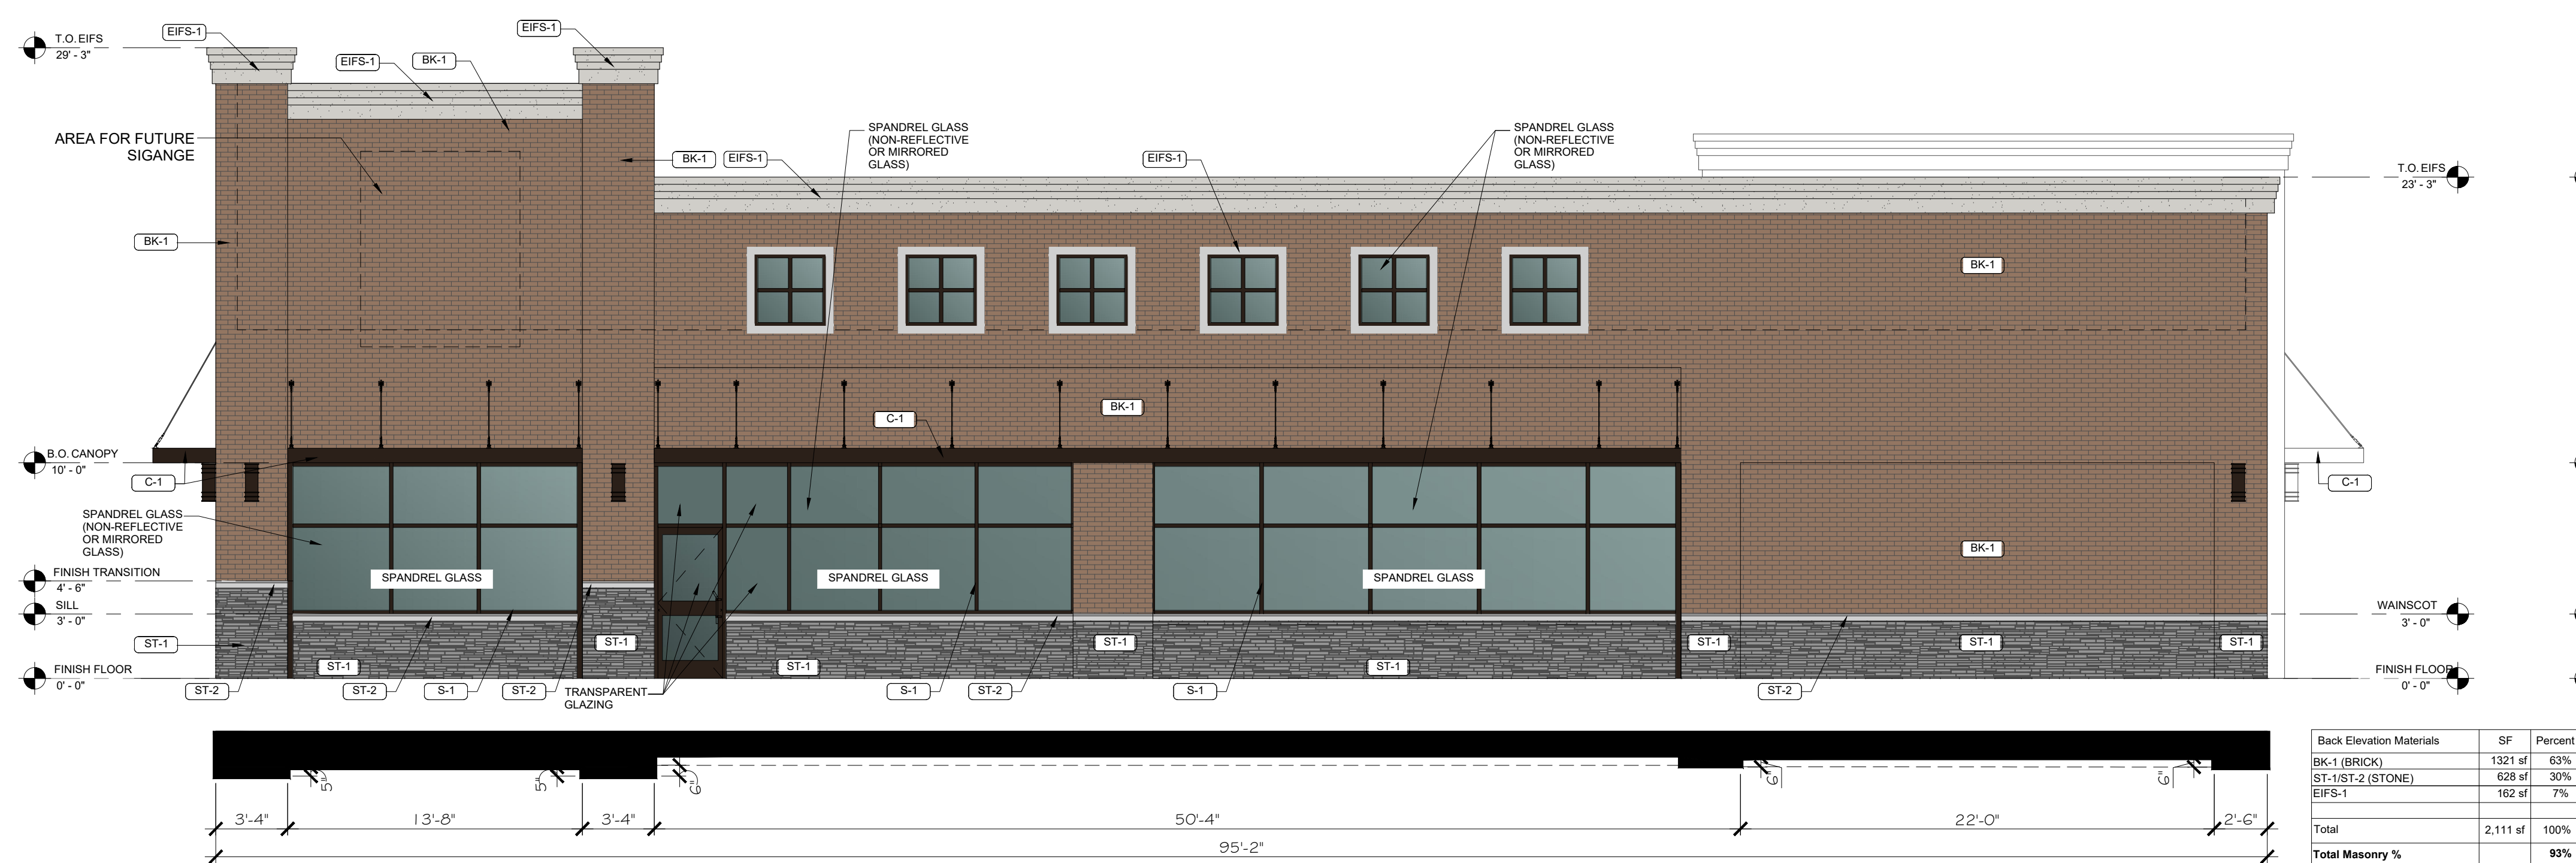 EIFS-1
EIFS-1
T.O. EIFS
29' - 3"
EIFS-1
BK-1
AREA FOR FUTURE
SIGANGE
SPANDREL GLASS
(NON-REFLECTIVE
OR MIRRORED
GLASS)
SPANDREL GLASS
(NON-REFLECTIVE
OR MIRRORED
GLASS)
BK-1
EIFS-1
EIFS-1
T.O. EIFS
23' - 3"
BK-1
BK-1
BK-1
C-1
B.O. CANOPY
10' - 0"
C-1
C-1
SPANDREL GLASS
(NON-REFLECTIVE
OR MIRRORED
GLASS)
BK-1
FINISH TRANSITION
4' - 6"
SPANDREL GLASS
SPANDREL GLASS
SPANDREL GLASS
SILL
3' - 0"
WAINSCOT
3' - 0"
ST-1
ST-1
ST-1
ST-1
ST-1
ST-1
ST-1
ST-1
ST-1
FINISH FLOOR
0' - 0"
FINISH FLOOR
0' - 0"
ST-2
ST-2
S-1
ST-2
TRANSPARENT
GLAZING
S-1
ST-2
S-1
ST-2
5"
5"
6"
6"
6"
3'-4"
13'-8"
3'-4"
50'-4"
22'-0"
2'-6"
95'-2"
Back Elevation Materials SF Percent
BK-1 (BRICK) 1321 sf 63%
ST-1/ST-2 (STONE) 628 sf 30%
EIFS-1 162 sf 7%
Total 2,111 sf 100%
Total Masonry % 93%